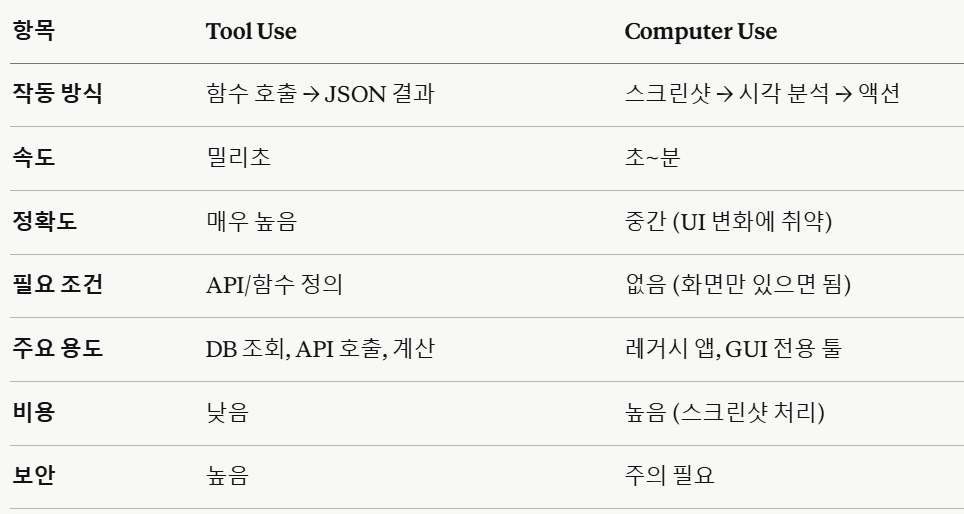 항목 Tool Use Computer Use
작동 방식 함수 호출 → JSON 결과 스크린샷 → 시각 분석 → 액션
속도 밀리초 초~분
정확도 매우 높음 중간 (UI 변화에 취약)
필요 조건 API/함수 정의 없음 (화면만 있으면 됨)
주요 용도 DB 조회, API 호출, 계산 레거시 앱, GUI 전용 툴
비용 낮음 높음 (스크린샷 처리)
보안 높음 주의 필요